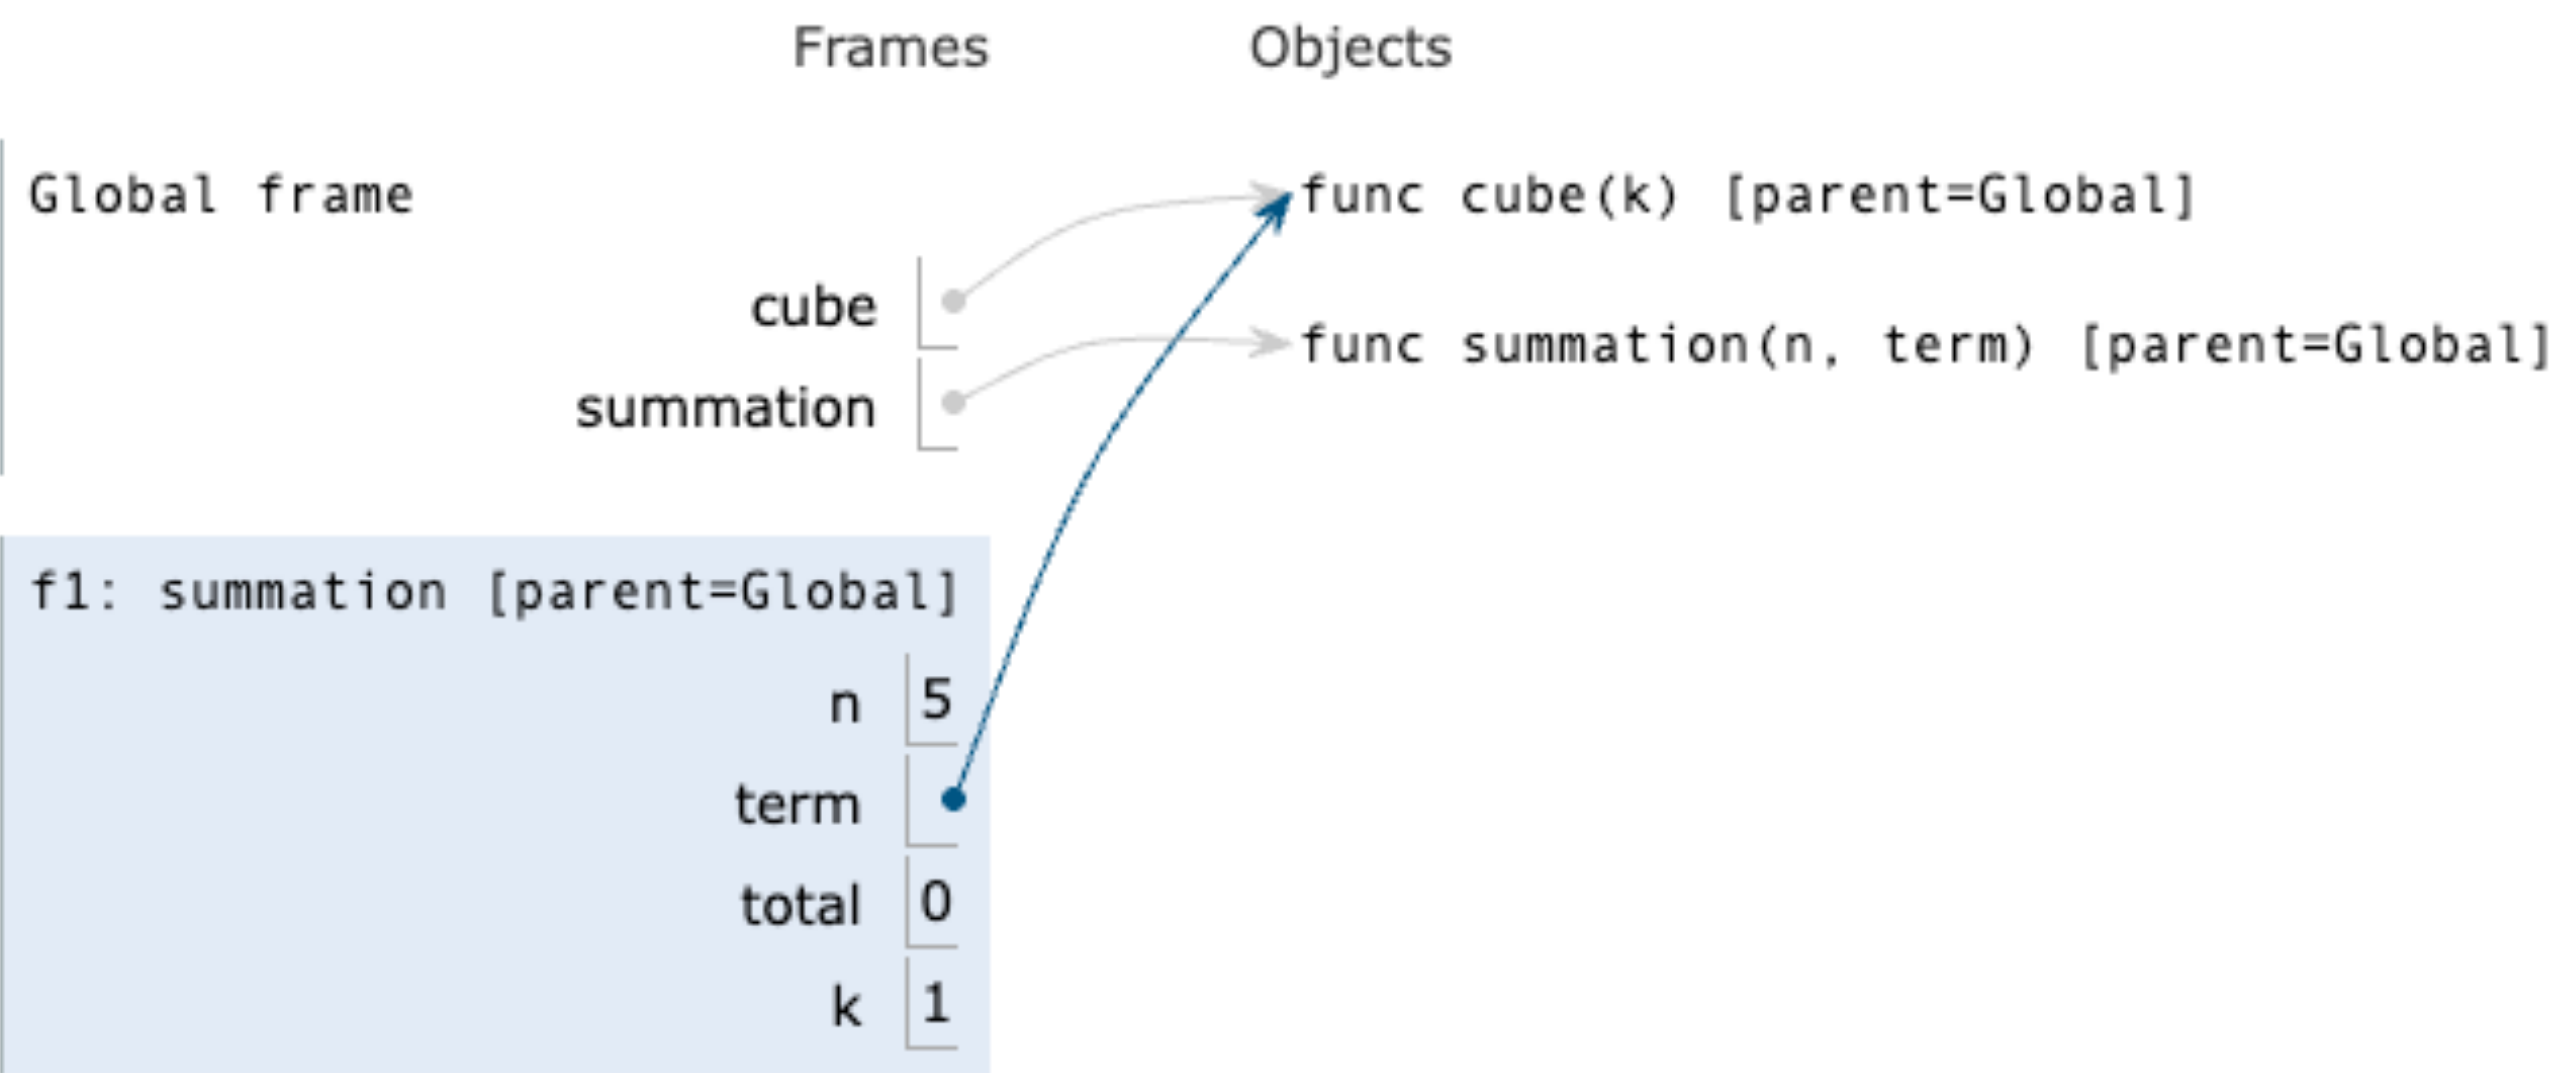 Frames Objects
Global frame
func cube(k) [parent=Global]
cube
func summation(n, term) [parent=Global]
summation
f1: summation [parent=Global]
n 5
term
total 0
k 1